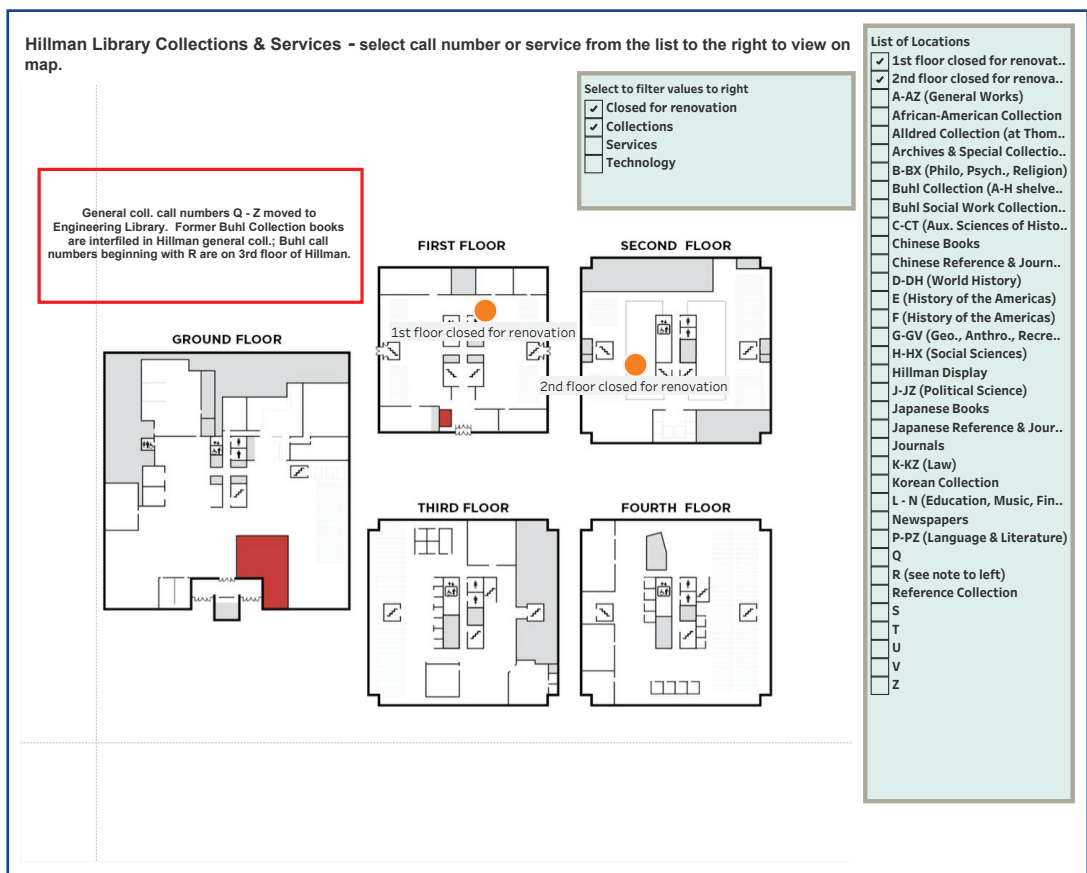 Hillman Library Collections & Services - select call number or service from the list to the right to view on
map.
Select to filter values to right
Closed for renovation
Collections
Services
Technology
General coll. call numbers Q - Z moved to
Engineering Library.  Former Buhl Collection books
are interfiled in Hillman general coll.; Buhl call
numbers beginning with R are on 3rd floor of Hillman.
FIRST FLOOR
SECOND FLOOR
1st floor closed for renovation
2nd floor closed for renovation
GROUND FLOOR
THIRD FLOOR
FOURTH FLOOR
List of Locations
1st floor closed for renovat..
2nd floor closed for renova..
A-AZ (General Works)
African-American Collection
Alldred Collection (at Thom..
Archives & Special Collectio..
B-BX (Philo, Psych., Religion)
Buhl Collection (A-H shelve..
Buhl Social Work Collection..
C-CT (Aux. Sciences of Histo..
Chinese Books
Chinese Reference & Journ..
D-DH (World History)
E (History of the Americas)
F (History of the Americas)
G-GV (Geo., Anthro., Recre..
H-HX (Social Sciences)
Hillman Display
J-JZ (Political Science)
Japanese Books
Japanese Reference & Jour..
Journals
K-KZ (Law)
Korean Collection
L - N (Education, Music, Fin..
Newspapers
P-PZ (Language & Literature)
Q
R (see note to left)
Reference Collection
S
T
U
V
Z